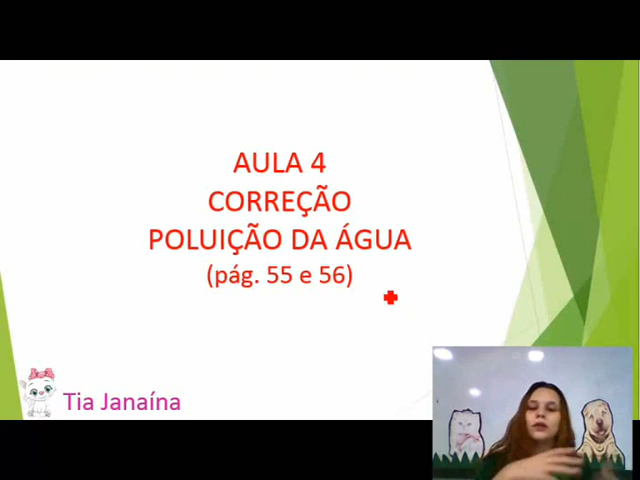 AULA 4
CORREÇÃO
POLUIÇÃO DA ÁGUA
(pág. 55 e 56)
Tia Janaína